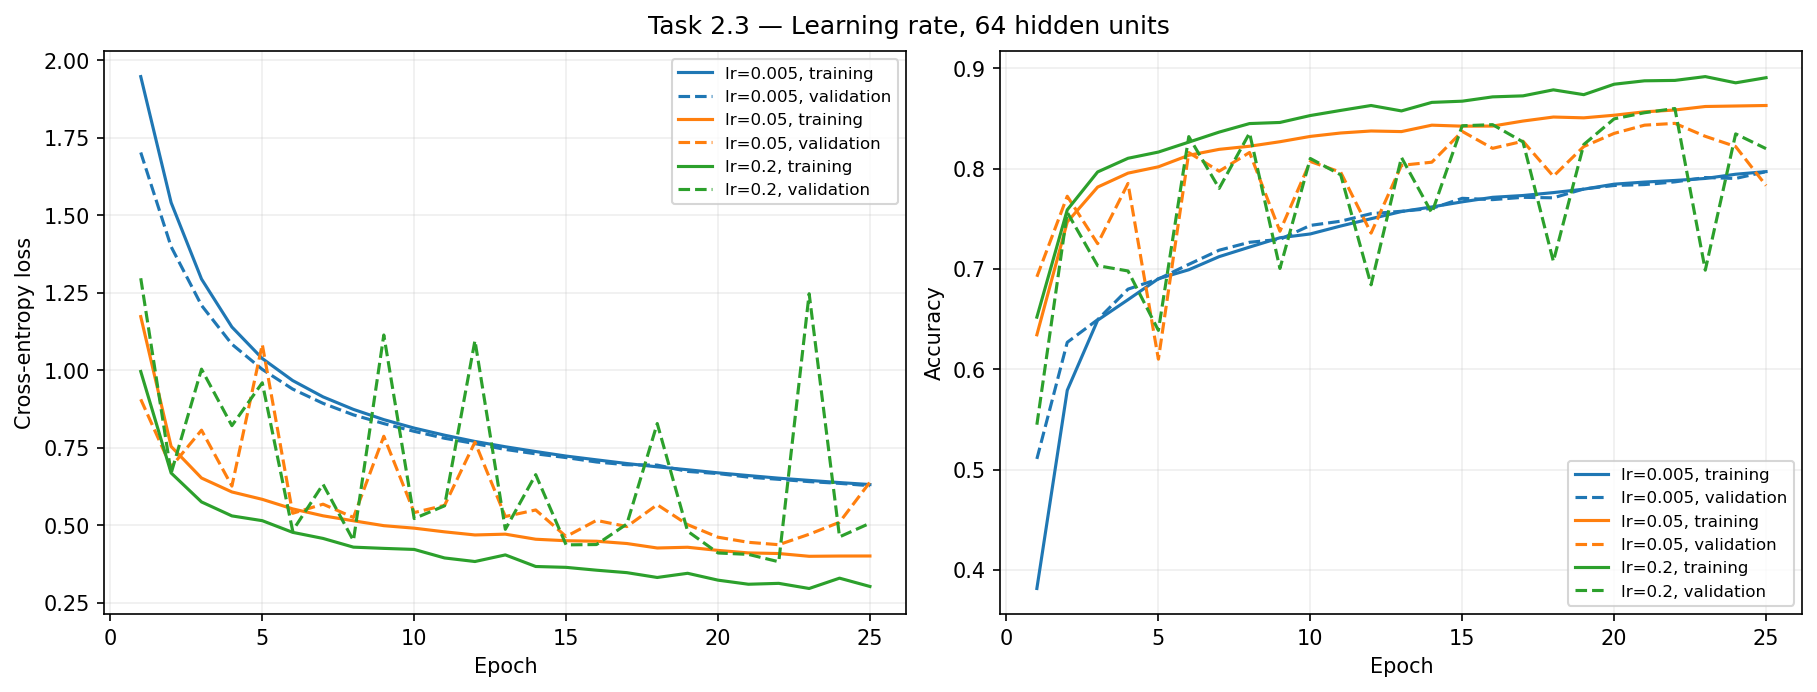 Task 2.3 — Learning rate, 64 hidden units
Cross-entropy loss
2.00
1.75
1.50
1.25
1.00
0.75
0.50
0.25
lr=0.005, training
lr=0.005, validation
lr=0.05, training
lr=0.05, validation
lr=0.2, training
lr=0.2, validation
0 5 10 15 20 25
Epoch
Accuracy
0.9
0.8
0.7
0.6
0.5
0.4
lr=0.005, training
lr=0.005, validation
lr=0.05, training
lr=0.05, validation
lr=0.2, training
lr=0.2, validation
0 5 10 15 20 25
Epoch